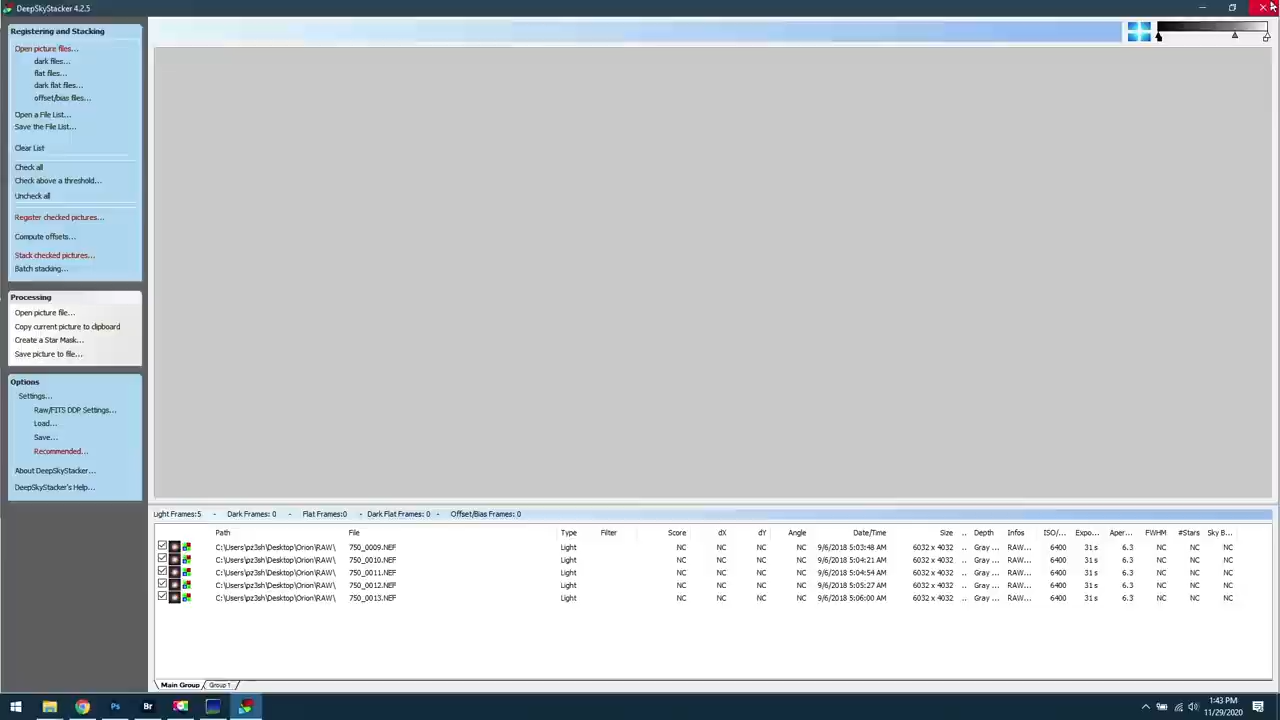 DeepSkyStacker 4.2.5
Registering and Stacking
Open picture files...
dark files...
flat files...
dark flat files...
offset/bias files...
Open a File List...
Save the File List...
Clear List
Check all
Check above a threshold...
Uncheck all
Register checked pictures...
Compute offsets...
Stack checked pictures...
Batch stacking...
Processing
Open picture file...
Copy current picture to clipboard
Create a Star Mask...
Save picture to file...
Options
Settings...
Raw/FITS DDP Settings...
Load...
Save...
Recommended...
About DeepSkyStacker...
DeepSkyStacker's Help...
Light Frames:5 - Dark Frames: 0 - Flat Frames:0 - Dark Flat Frames: 0 - Offset/Bias Frames: 0
Path File Type Filter Score dX dY Angle Date/Time Size .. Depth Infos ISO/... Expo... Aper... FWHM #Stars Sky B...
C:\Users\pz3sh\Desktop\Orion\RAW\ 750_0009.NEF Light NC NC NC NC 9/6/2018 5:03:48 AM 6032 x 4032 .. Gray ... RAW... 6400 31 s 6.3 NC NC NC
C:\Users\pz3sh\Desktop\Orion\RAW\ 750_0010.NEF Light NC NC NC NC 9/6/2018 5:04:21 AM 6032 x 4032 .. Gray ... RAW... 6400 31 s 6.3 NC NC NC
C:\Users\pz3sh\Desktop\Orion\RAW\ 750_0011.NEF Light NC NC NC NC 9/6/2018 5:04:54 AM 6032 x 4032 .. Gray ... RAW... 6400 31 s 6.3 NC NC NC
C:\Users\pz3sh\Desktop\Orion\RAW\ 750_0012.NEF Light NC NC NC NC 9/6/2018 5:05:27 AM 6032 x 4032 .. Gray ... RAW... 6400 31 s 6.3 NC NC NC
C:\Users\pz3sh\Desktop\Orion\RAW\ 750_0013.NEF Light NC NC NC NC 9/6/2018 5:06:00 AM 6032 x 4032 .. Gray ... RAW... 6400 31 s 6.3 NC NC NC
Main Group Group 1
Ps Br
1:43 PM
11/29/2020